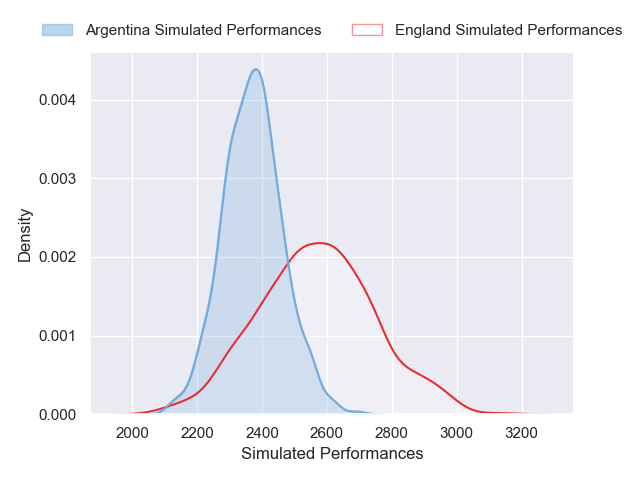 Argentina Simulated Performances England Simulated Performances
0.004
0.003
0.002
0.001
0.000
Density
2000 2200 2400 2600 2800 3000 3200
Simulated Performances